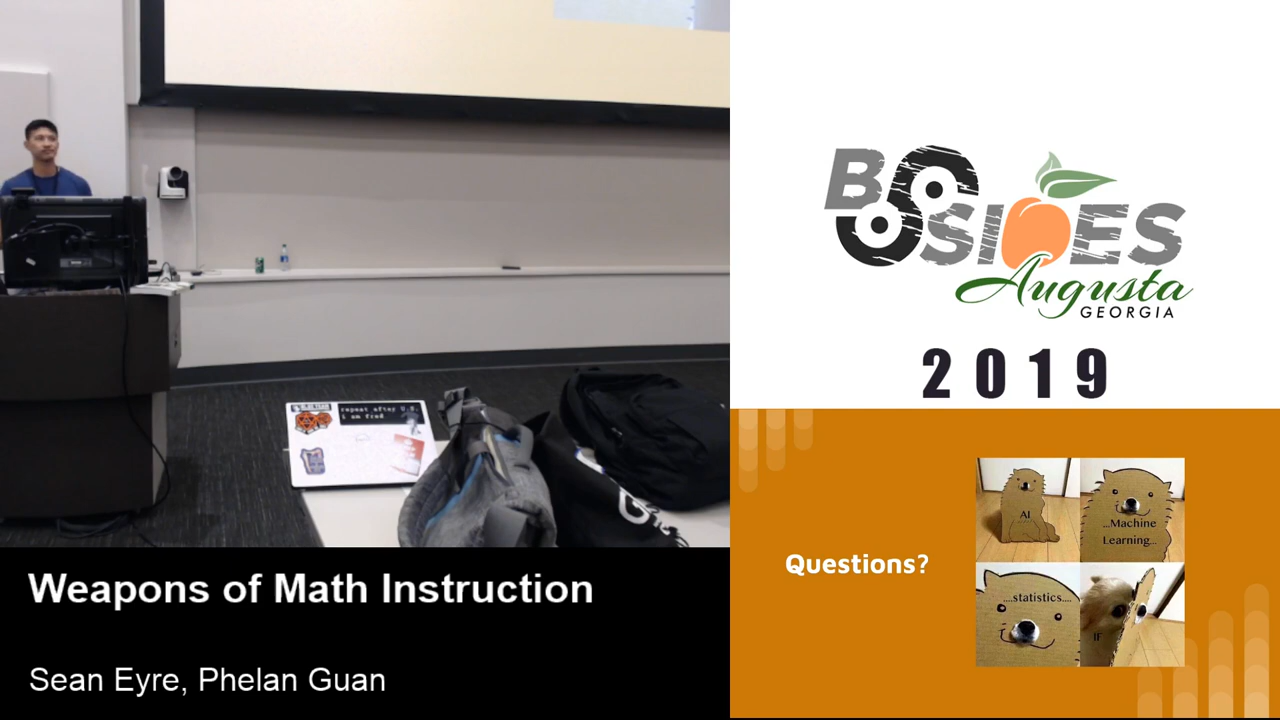 BSIDES
Augusta
GEORGIA
2019
repeat after U.S.
i am fred
Questions?
AI
...Machine
Learning...
....statistics....
IF
Weapons of Math Instruction
Sean Eyre, Phelan Guan